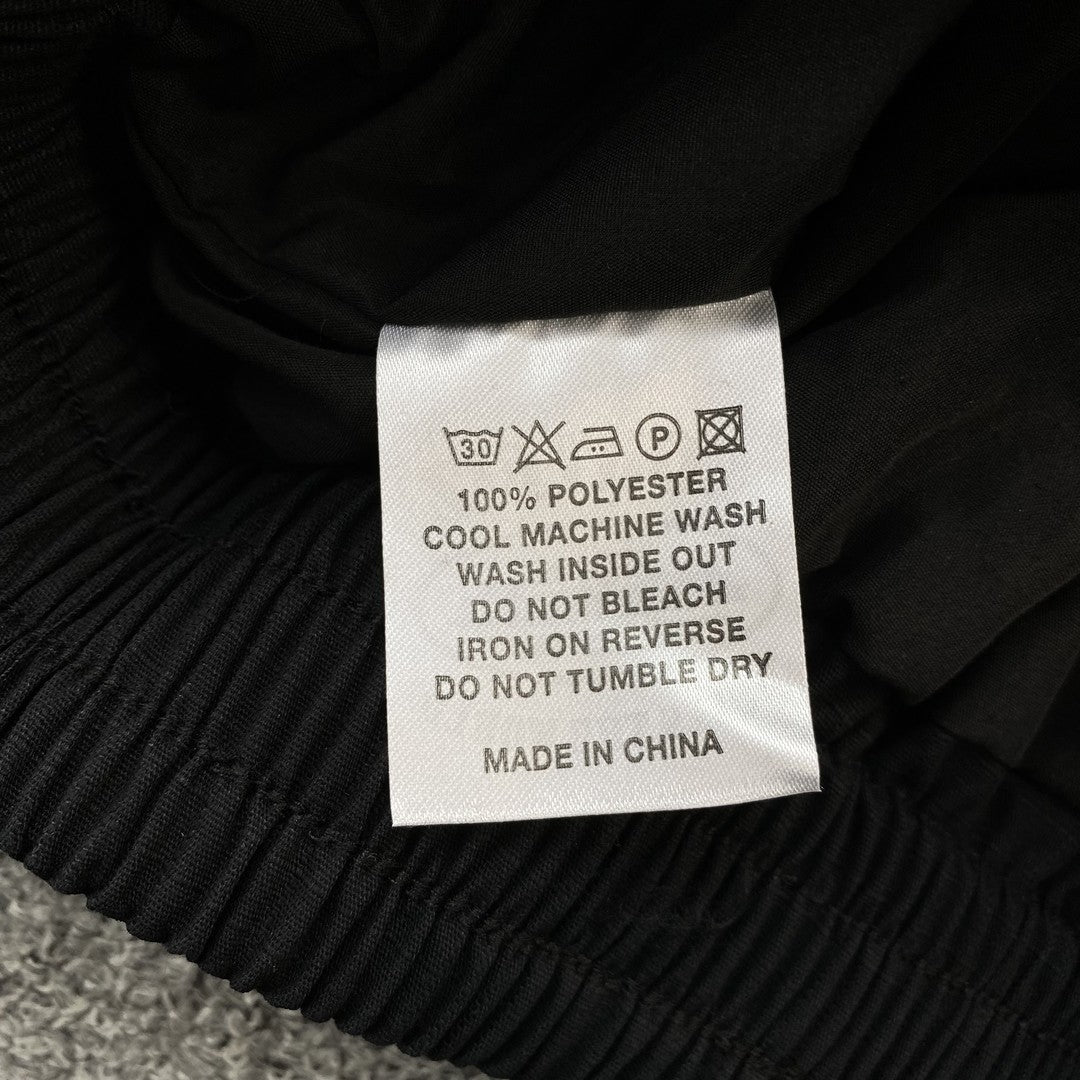 30 P
100% POLYESTER
COOL MACHINE WASH
WASH INSIDE OUT
DO NOT BLEACH
IRON ON REVERSE
DO NOT TUMBLE DRY
MADE IN CHINA